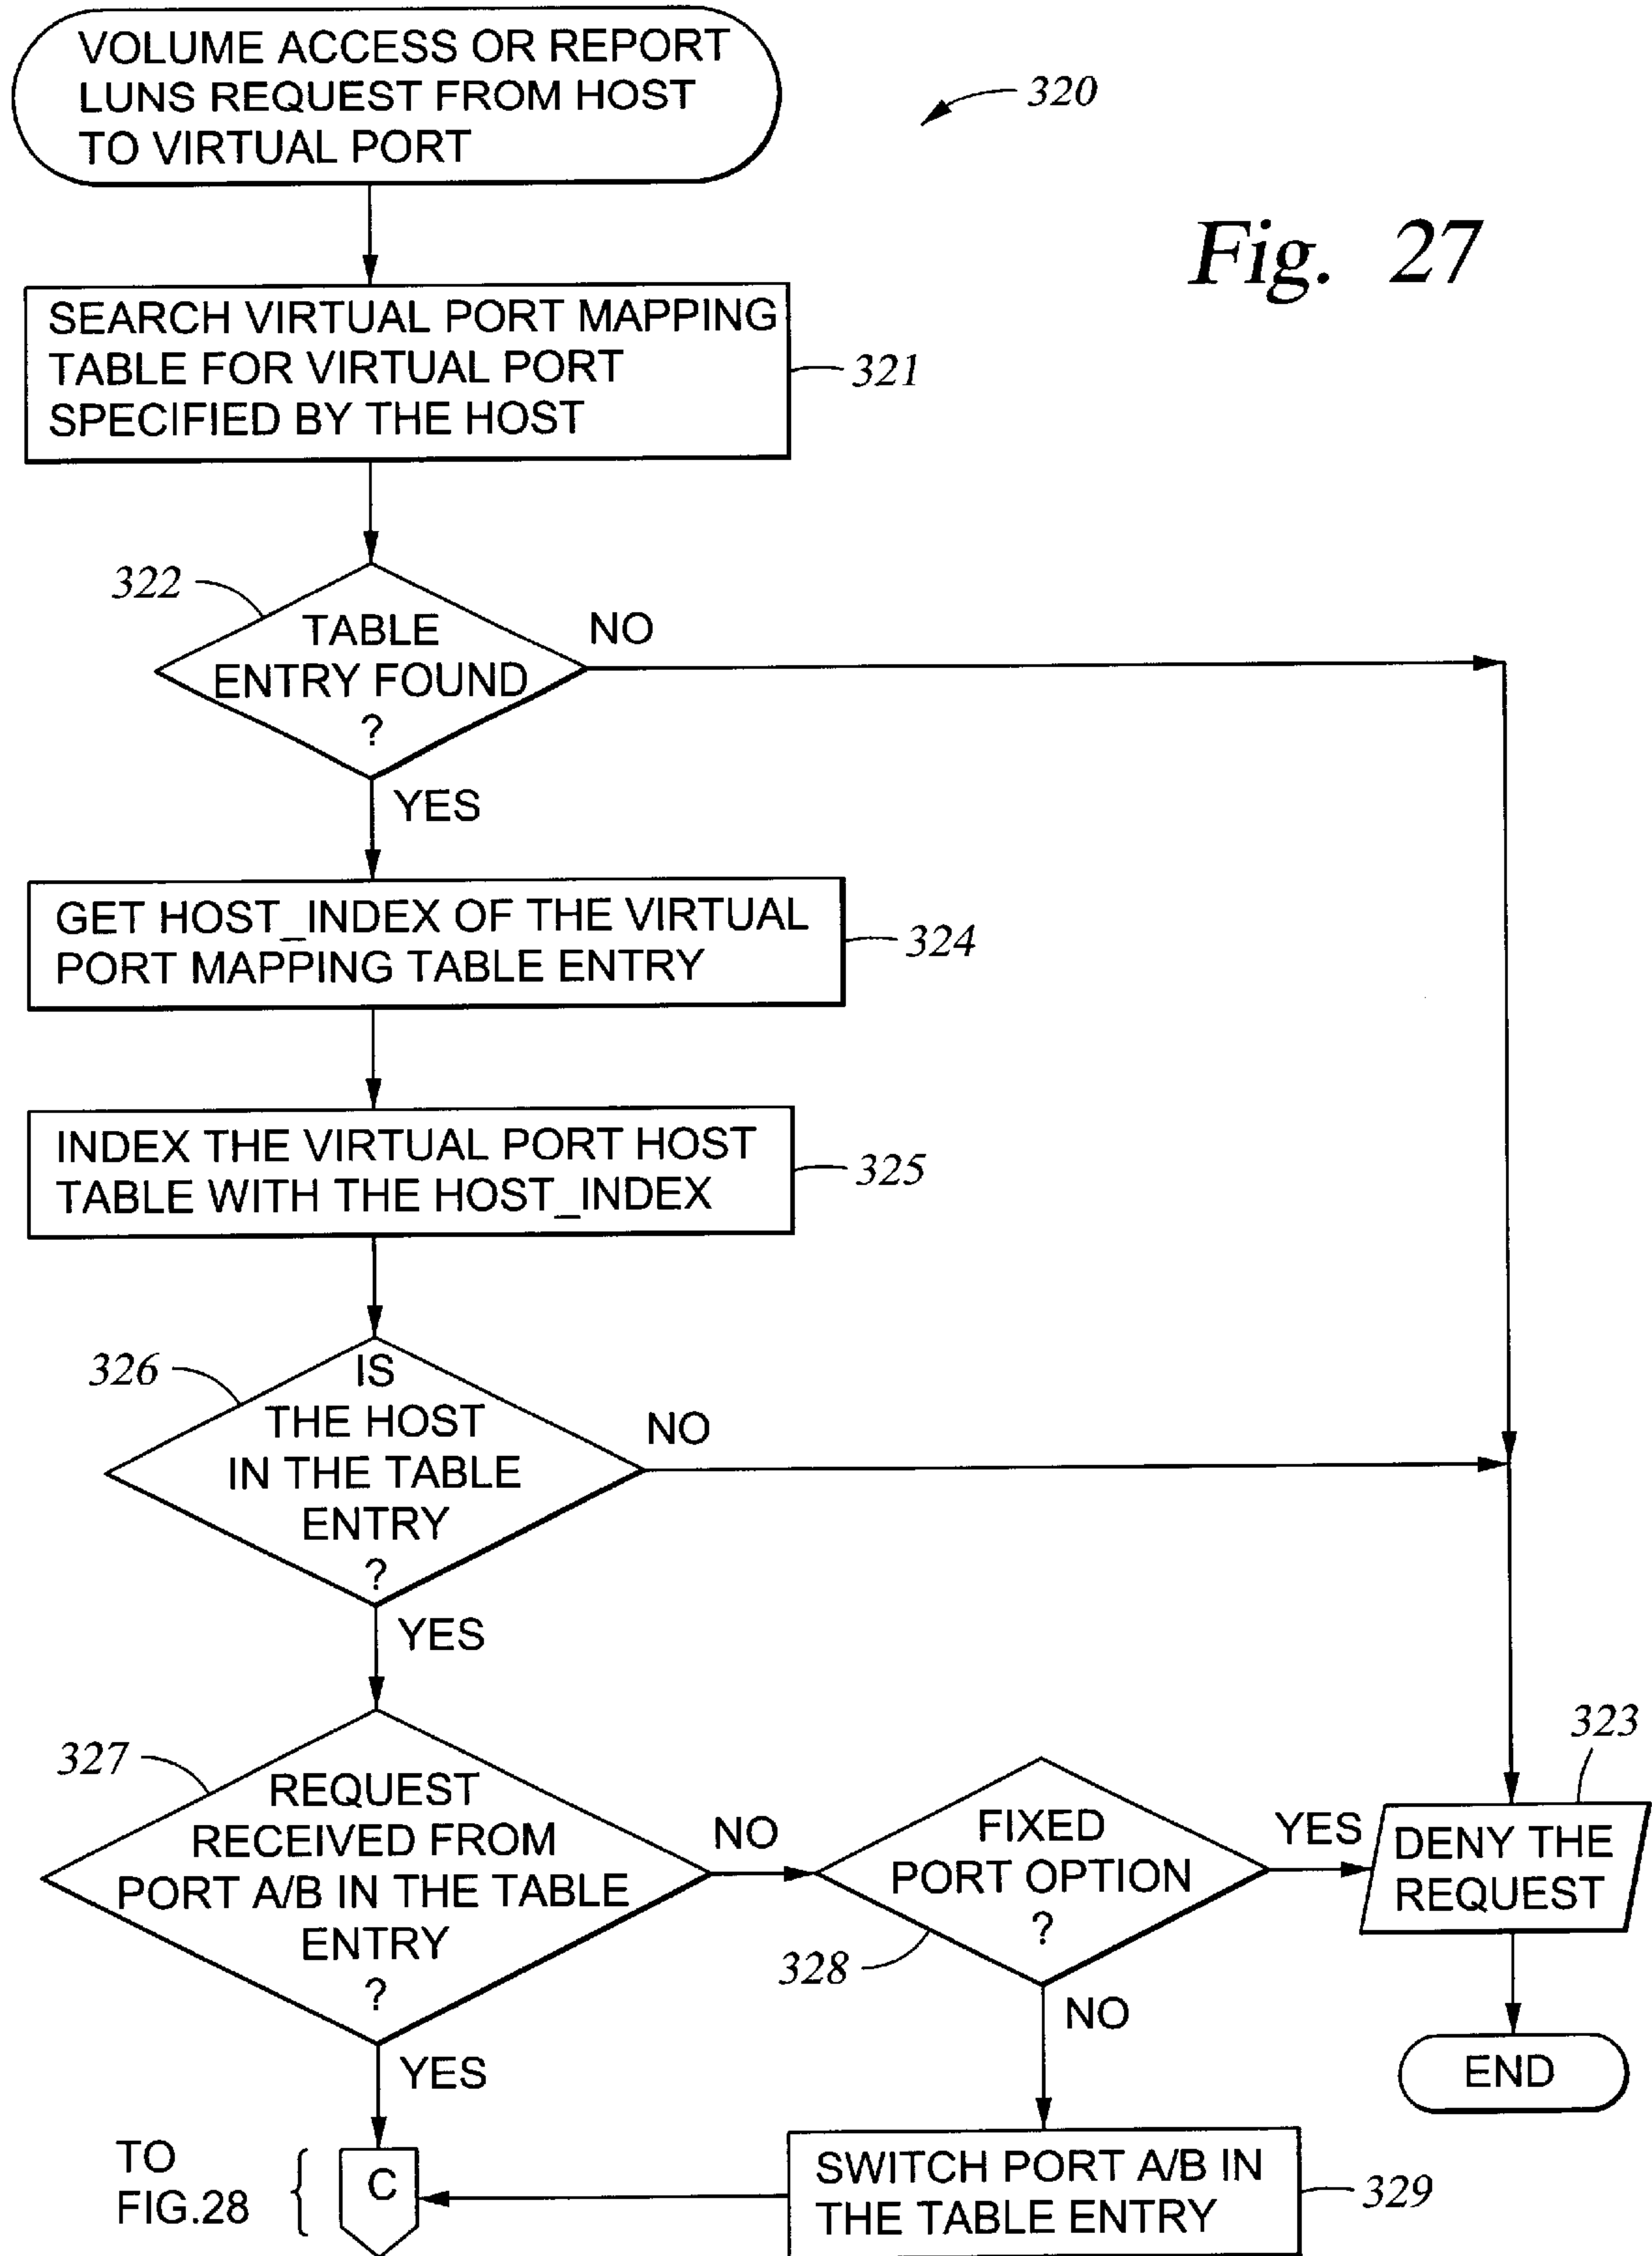 VOLUME ACCESS OR REPORT
LUNS REQUEST FROM HOST
TO VIRTUAL PORT
320
Fig. 27
SEARCH VIRTUAL PORT MAPPING
TABLE FOR VIRTUAL PORT
SPECIFIED BY THE HOST
321
322
TABLE
ENTRY FOUND
?
NO
YES
GET HOST_INDEX OF THE VIRTUAL
PORT MAPPING TABLE ENTRY
324
INDEX THE VIRTUAL PORT HOST
TABLE WITH THE HOST_INDEX
325
326
IS
THE HOST
IN THE TABLE
ENTRY
?
NO
YES
327
REQUEST
RECEIVED FROM
PORT A/B IN THE TABLE
ENTRY
?
NO
YES
FIXED
PORT OPTION
?
328
YES
NO
323
DENY THE
REQUEST
END
TO
FIG.28
C
SWITCH PORT A/B IN
THE TABLE ENTRY
329